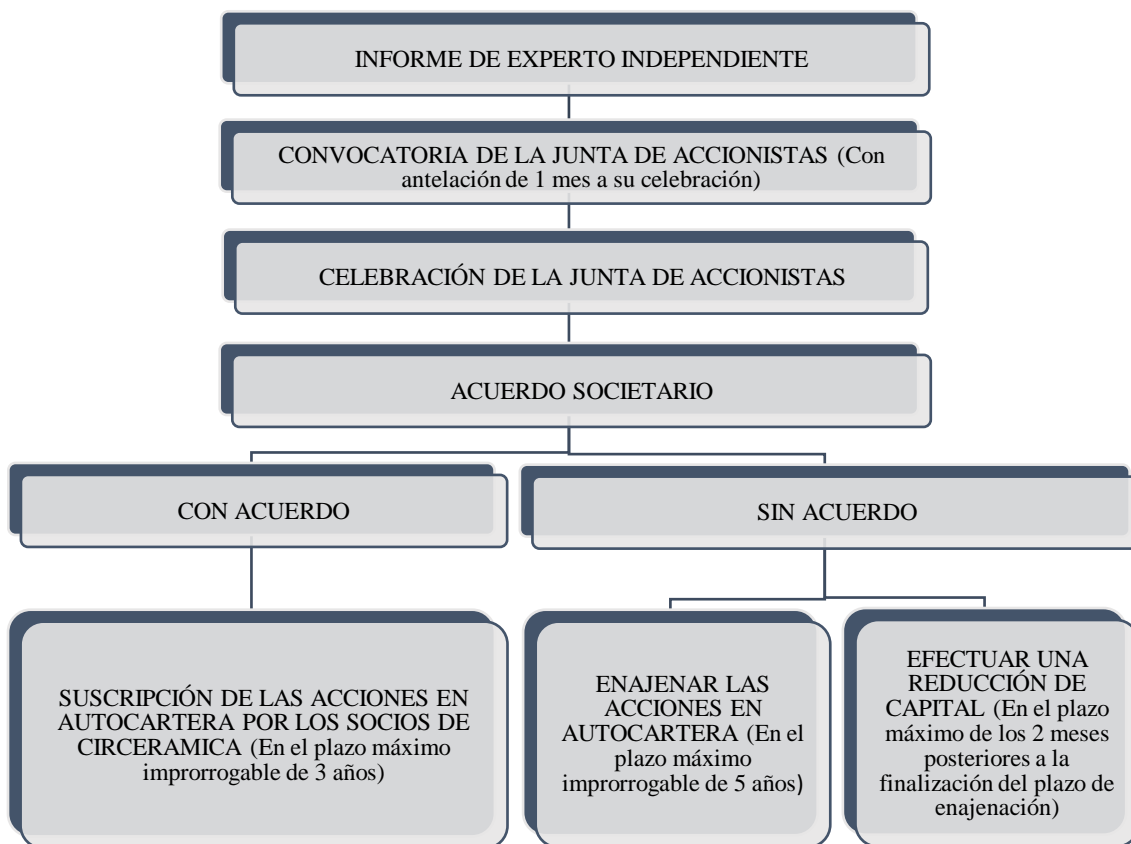 INFORME DE EXPERTO INDEPENDIENTE
CONVOCATORIA DE LA JUNTA DE ACCIONISTAS (Con
antelación de 1 mes a su celebración)
CELEBRACIÓN DE LA JUNTA DE ACCIONISTAS
ACUERDO SOCIETARIO
CON ACUERDO
SIN ACUERDO
SUSCRIPCIÓN DE LAS ACCIONES EN
AUTOCARTERA POR LOS SOCIOS DE
CIRCERAMICA (En el plazo máximo
improrrogable de 3 años)
ENAJENAR LAS
ACCIONES EN
AUTOCARTERA (En el
plazo máximo
improrrogable de 5 años)
EFECTUAR UNA
REDUCCIÓN DE
CAPITAL (En el plazo
máximo de los 2 meses
posteriores a la
finalización del plazo de
enajenación)